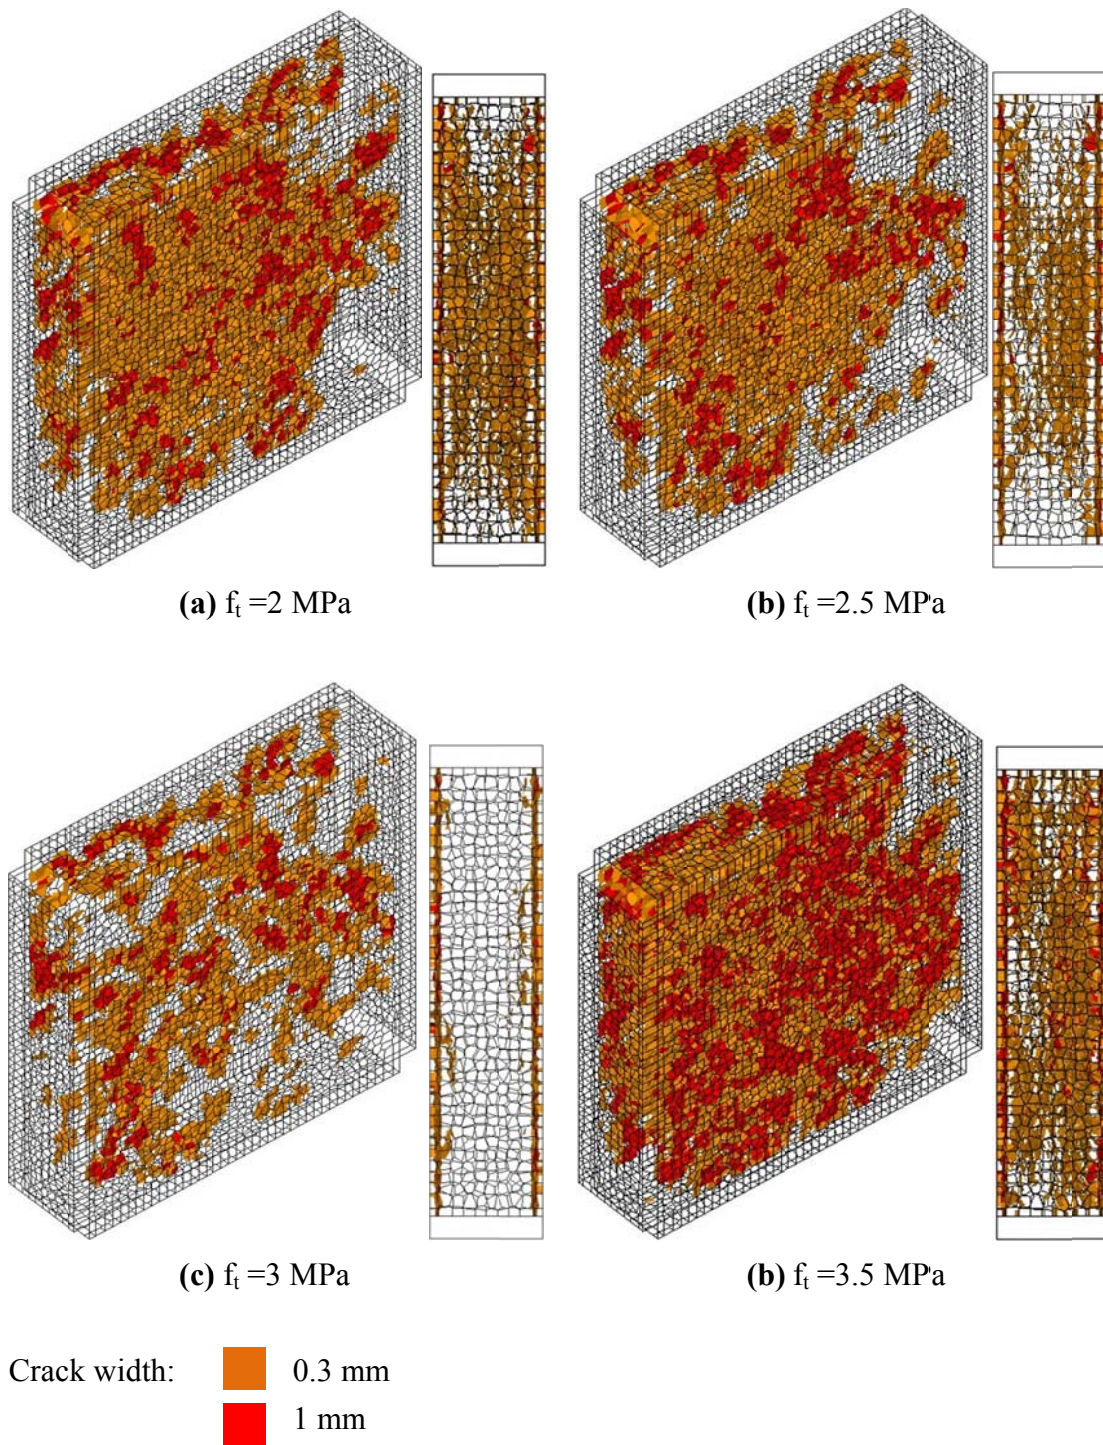 (a) fₜ =2 MPa
(b) fₜ =2.5 MPa
(c) fₜ =3 MPa
(b) fₜ =3.5 MPa
Crack width:
0.3 mm
1 mm